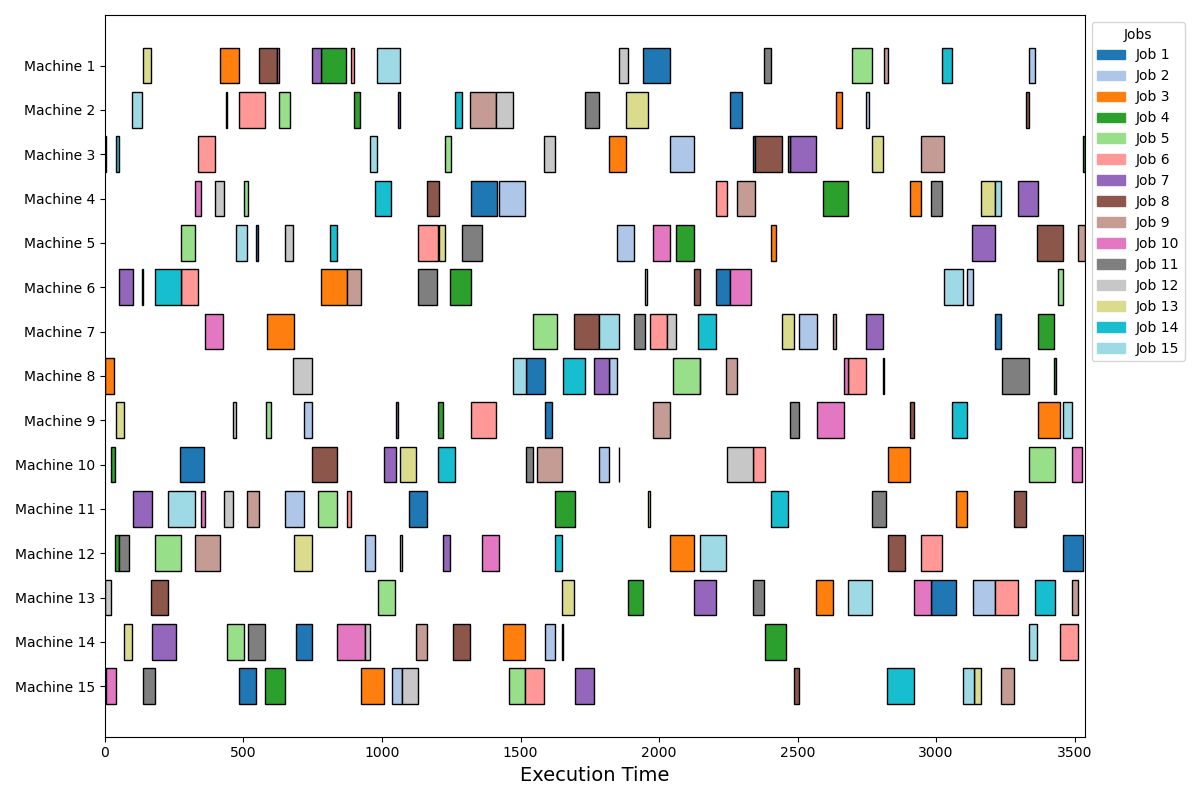 Machine 1
Machine 2
Machine 3
Machine 4
Machine 5
Machine 6
Machine 7
Machine 8
Machine 9
Machine 10
Machine 11
Machine 12
Machine 13
Machine 14
Machine 15
0 500 1000 1500 2000 2500 3000 3500
Execution Time
Jobs
Job 1
Job 2
Job 3
Job 4
Job 5
Job 6
Job 7
Job 8
Job 9
Job 10
Job 11
Job 12
Job 13
Job 14
Job 15